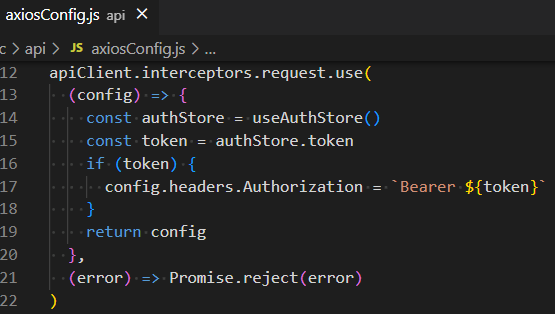 axiosConfig.js api
c > api > JS axiosConfig.js > ...
12 apiClient.interceptors.request.use(
13   (config) => {
14     const authStore = useAuthStore()
15     const token = authStore.token
16     if (token) {
17       config.headers.Authorization = `Bearer ${token}`
18     }
19     return config
20   },
21   (error) => Promise.reject(error)
22 )